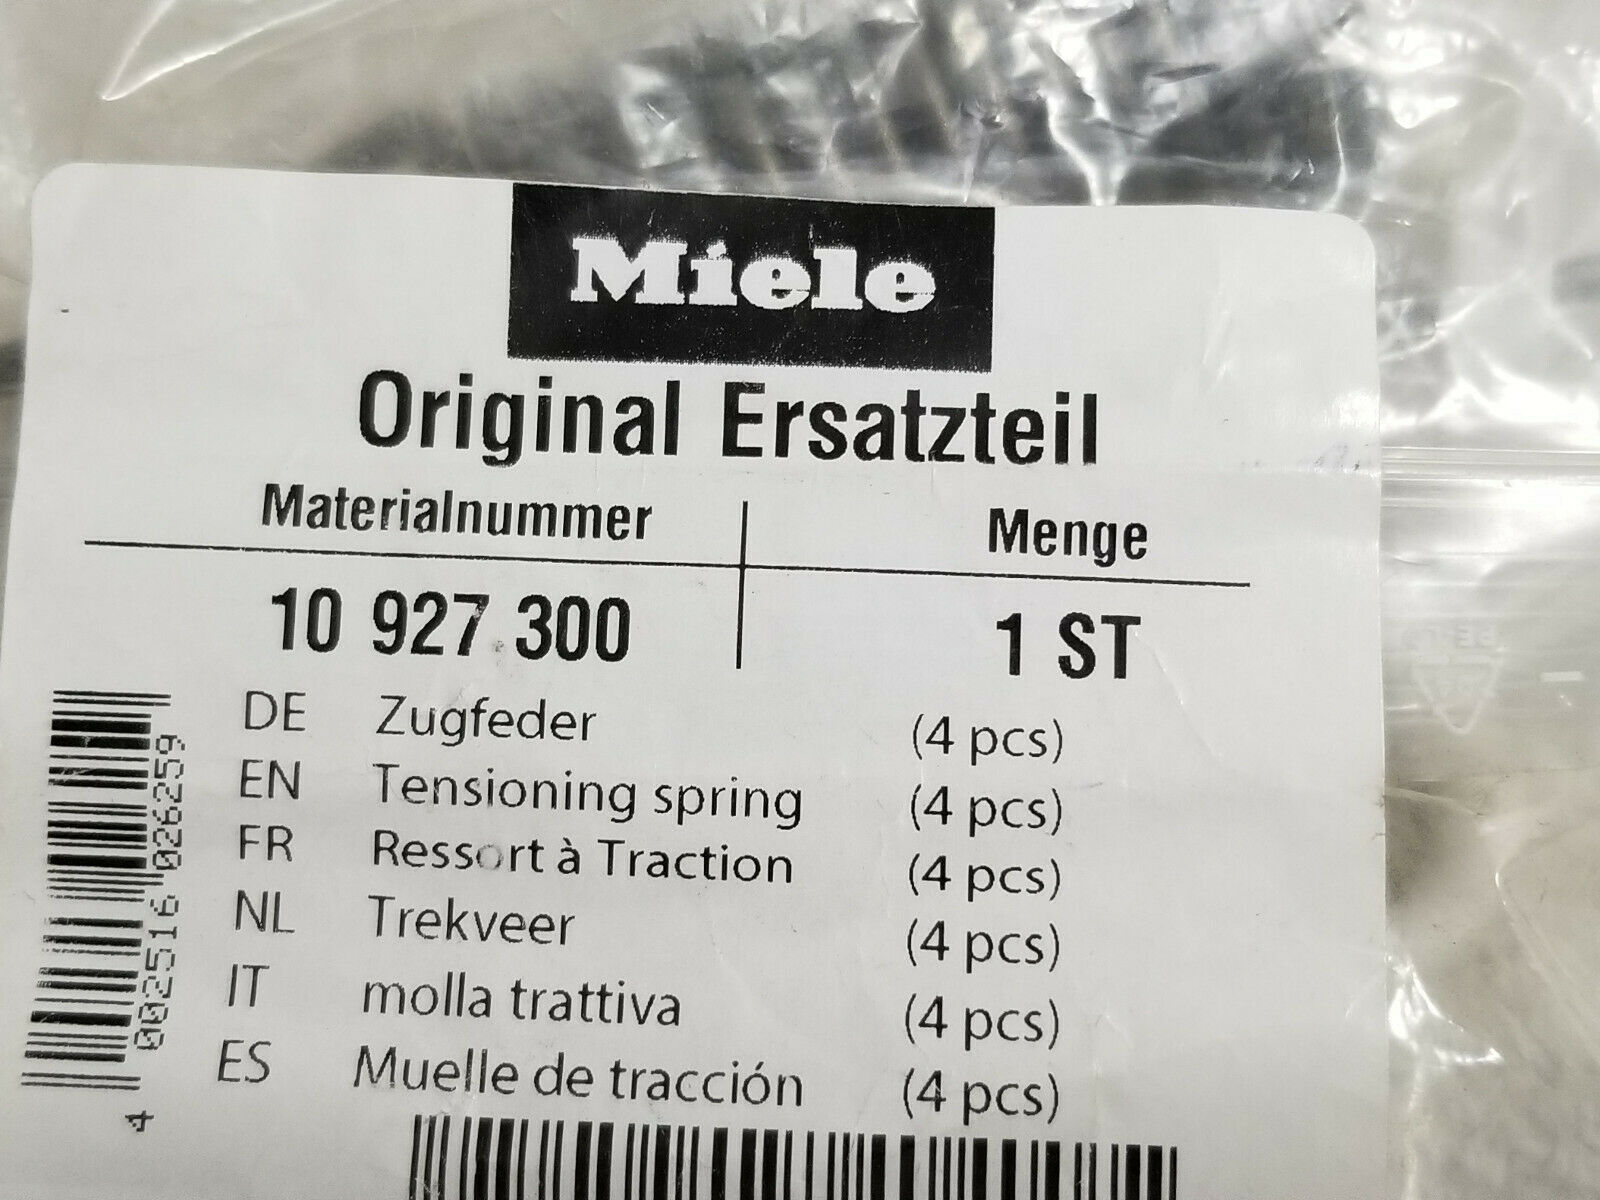 Miele
Original Ersatzteil
Materialnummer Menge
10 927 300 1 ST
DE Zugfeder (4 pcs)
EN Tensioning spring (4 pcs)
FR Ressort à Traction (4 pcs)
NL Trekveer (4 pcs)
IT molla trattiva (4 pcs)
ES Muelle de tracción (4 pcs)
4 002516 026259